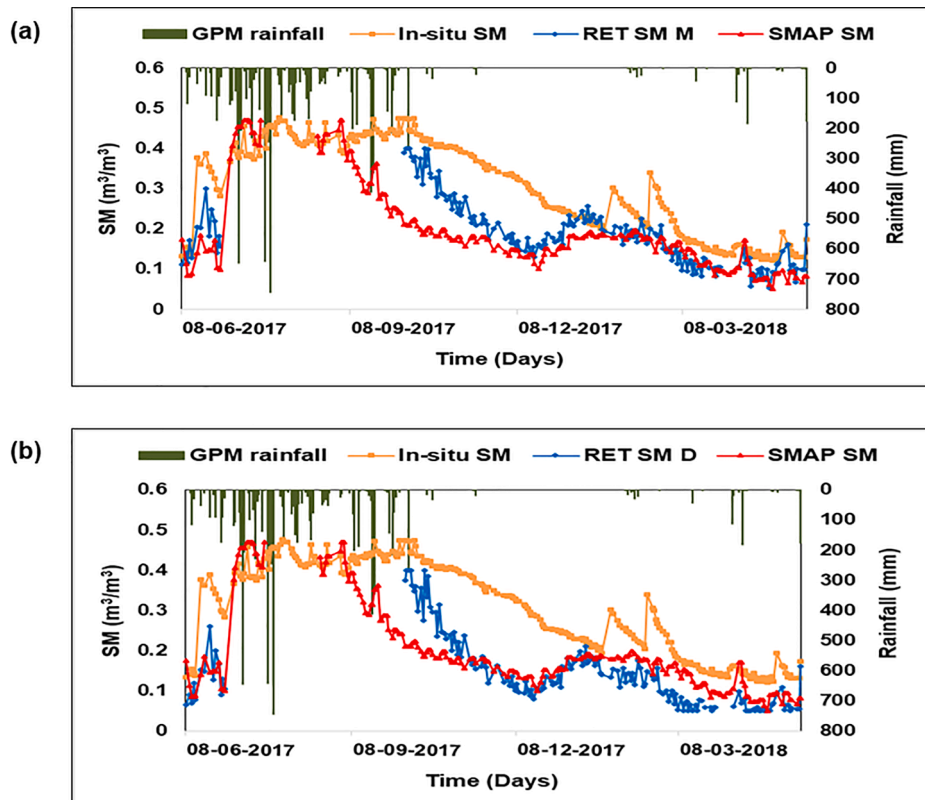 (a)
GPM rainfall In-situ SM RET SM M SMAP SM
0.6 0
0.5 100
0.4 200
0.3 300
0.2 400
0.1 500
0 600
700
800
SM (m³/m³)
Rainfall (mm)
08-06-2017 08-09-2017 08-12-2017 08-03-2018
Time (Days)
(b)
GPM rainfall In-situ SM RET SM D SMAP SM
0.6 0
0.5 100
0.4 200
0.3 300
0.2 400
0.1 500
0 600
700
800
SM (m³/m³)
Rainfall (mm)
08-06-2017 08-09-2017 08-12-2017 08-03-2018
Time (Days)